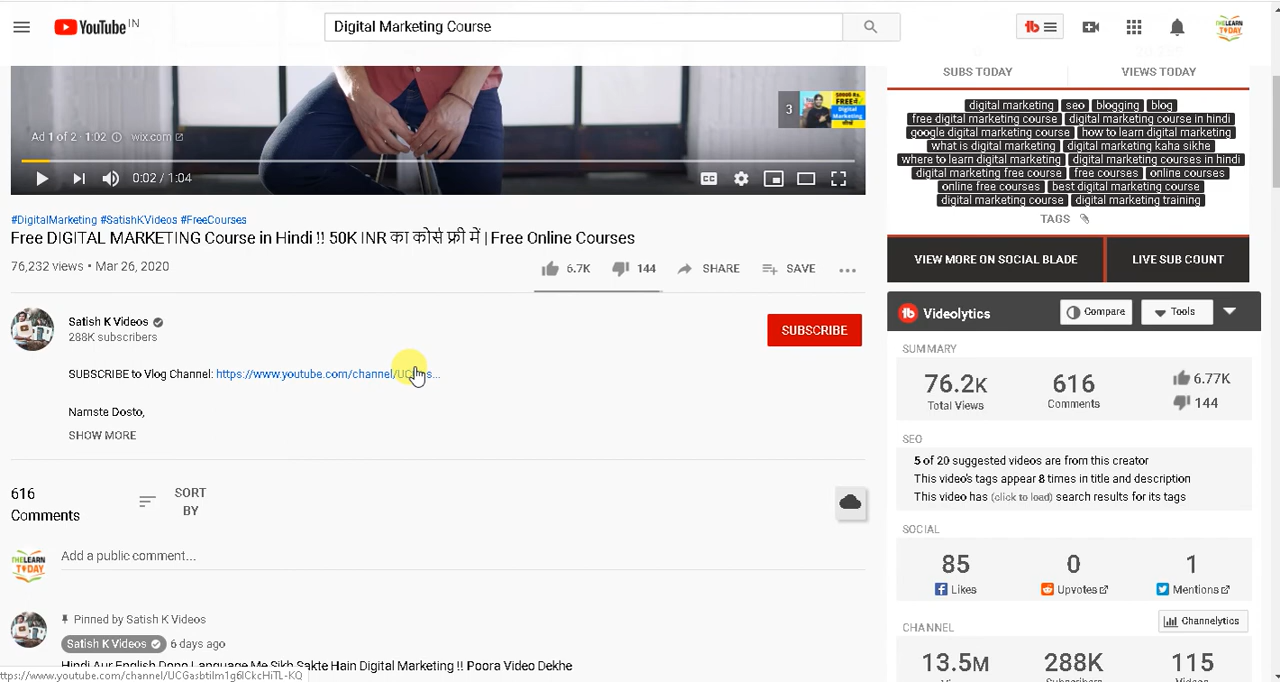 YouTube IN
Digital Marketing Course
Ad 1 of 2 · 1:02 wix.com
3
FREE
Digital
Marketing
0:02 / 1:04
CC
#DigitalMarketing #SatishKVideos #FreeCourses
Free DIGITAL MARKETING Course in Hindi !! 50K INR का कोर्स फ्री में | Free Online Courses
76,232 views • Mar 26, 2020
6.7K 144 SHARE SAVE
Satish K Videos
288K subscribers
SUBSCRIBE
SUBSCRIBE to Vlog Channel: https://www.youtube.com/channel/UC
Namste Dosto,
SHOW MORE
616
Comments
SORT
BY
THE LEARN
TODAY
Add a public comment...
Pinned by Satish K Videos
Satish K Videos 6 days ago
Hindi Aur English Dono Language Me Sikh Sakte Hain Digital Marketing !! Poora Video Dekhe
SUBS TODAY VIEWS TODAY
digital marketing seo blogging blog
free digital marketing course digital marketing course in hindi
google digital marketing course how to learn digital marketing
what is digital marketing digital marketing kaha sikhe
where to learn digital marketing digital marketing courses in hindi
digital marketing free course free courses online courses
online free courses best digital marketing course
digital marketing course digital marketing training
TAGS
VIEW MORE ON SOCIAL BLADE LIVE SUB COUNT
tb Videolytics Compare Tools
SUMMARY
76.2K 616 6.77K
Total Views Comments 144
SEO
5 of 20 suggested videos are from this creator
This video's tags appear 8 times in title and description
This video has (click to load) search results for its tags
SOCIAL
85 0 1
Likes Upvotes Mentions
CHANNEL Channelytics
13.5M 288K 115